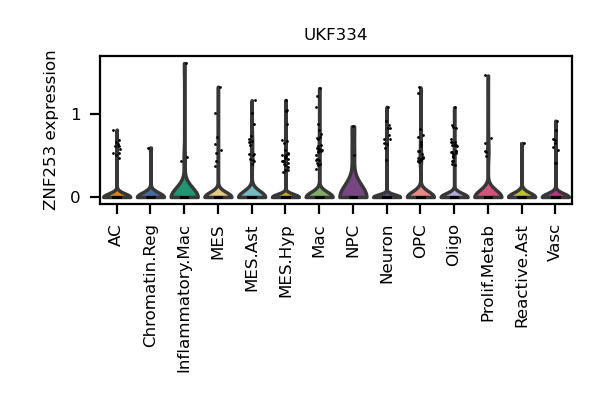 UKF334
ZNF253 expression
1
0
AC
Chromatin.Reg
Inflammatory.Mac
MES
MES.Ast
MES.Hyp
Mac
NPC
Neuron
OPC
Oligo
Prolif.Metab
Reactive.Ast
Vasc